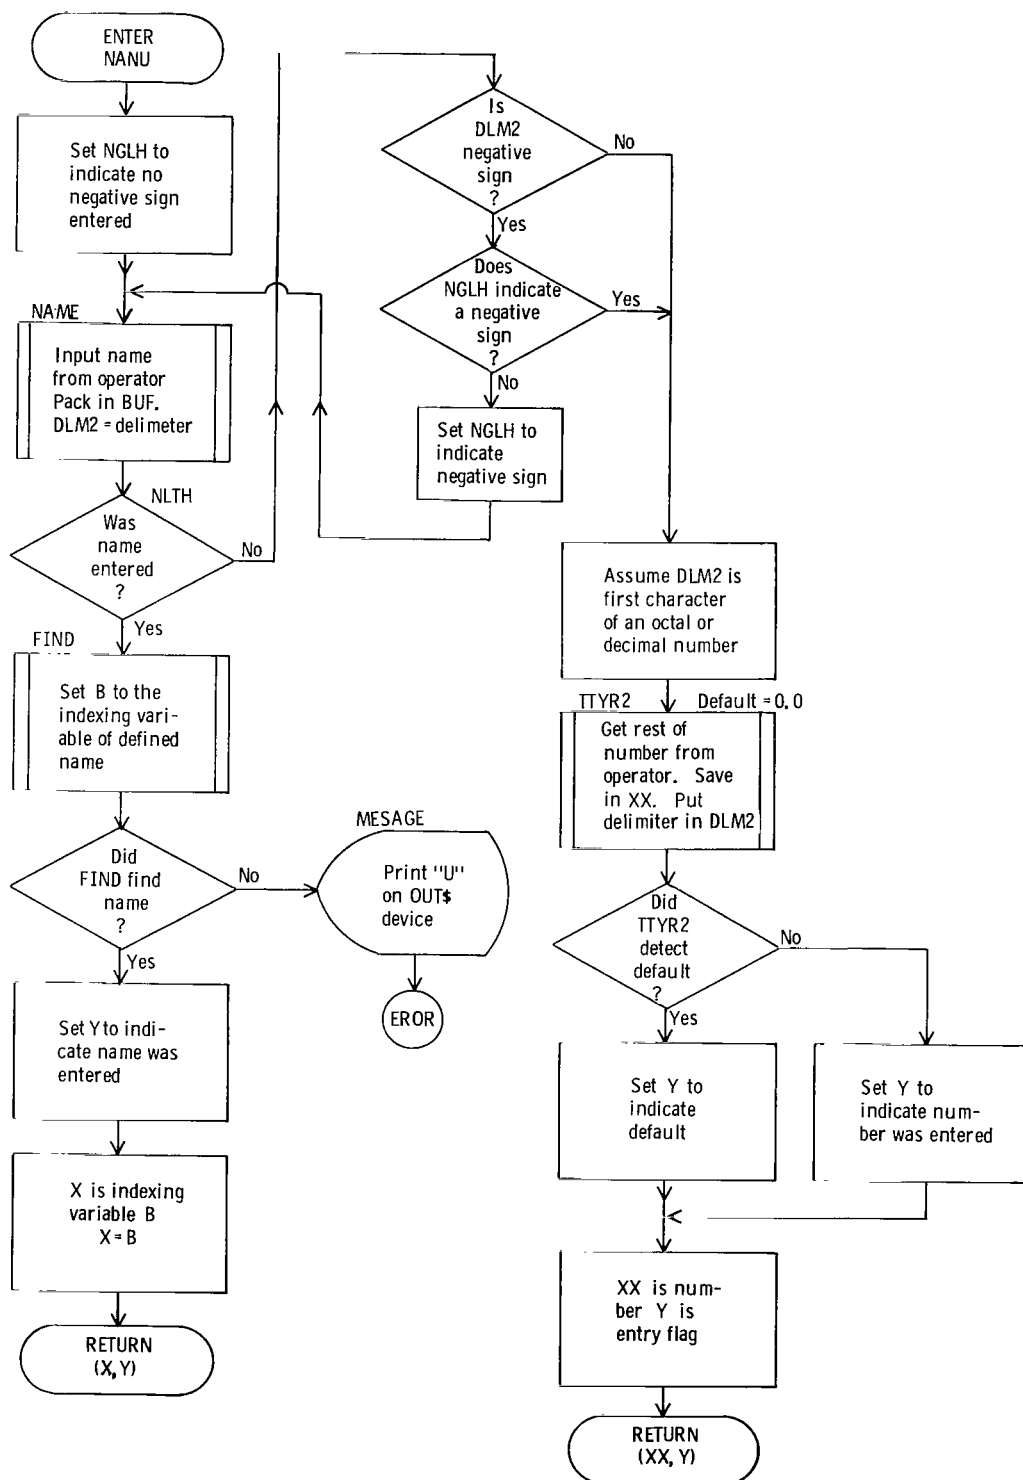 ENTER
NANU
Set NGLH to
indicate no
negative sign
entered
NAME
Input name
from operator
Pack in BUF.
DLM2 = delimeter
NLTH
Was
name
entered
?
No
Yes
FIND
Set B to the
indexing vari-
able of defined
name
Did
FIND find
name
?
No
Yes
MESAGE
Print "U"
on OUT$
device
EROR
Set Y to indi-
cate name was
entered
X is indexing
variable B
X = B
RETURN
(X, Y)
Is
DLM2
negative
sign
?
No
Yes
Does
NGLH indicate
a negative
sign
?
Yes
No
Set NGLH to
indicate
negative sign
Assume DLM2 is
first character
of an octal or
decimal number
TTYR2 Default = 0.0
Get rest of
number from
operator. Save
in XX. Put
delimiter in DLM2
Did
TTYR2
detect
default
?
No
Yes
Set Y to
indicate
default
Set Y to
indicate num-
ber was entered
XX is num-
ber Y is
entry flag
RETURN
(XX, Y)